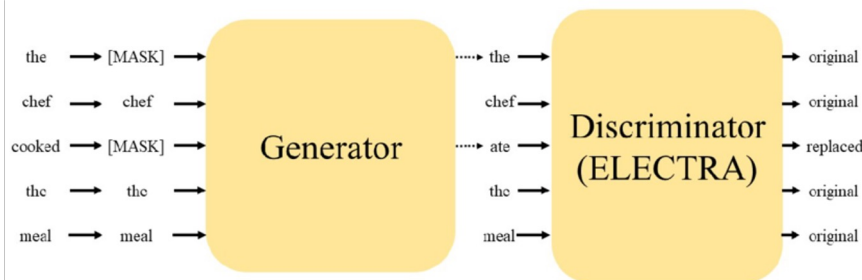 the [MASK] the original
chef chef chef original
Generator
Discriminator
(ELECTRA)
cooked [MASK] ate replaced
the the the original
meal meal meal original